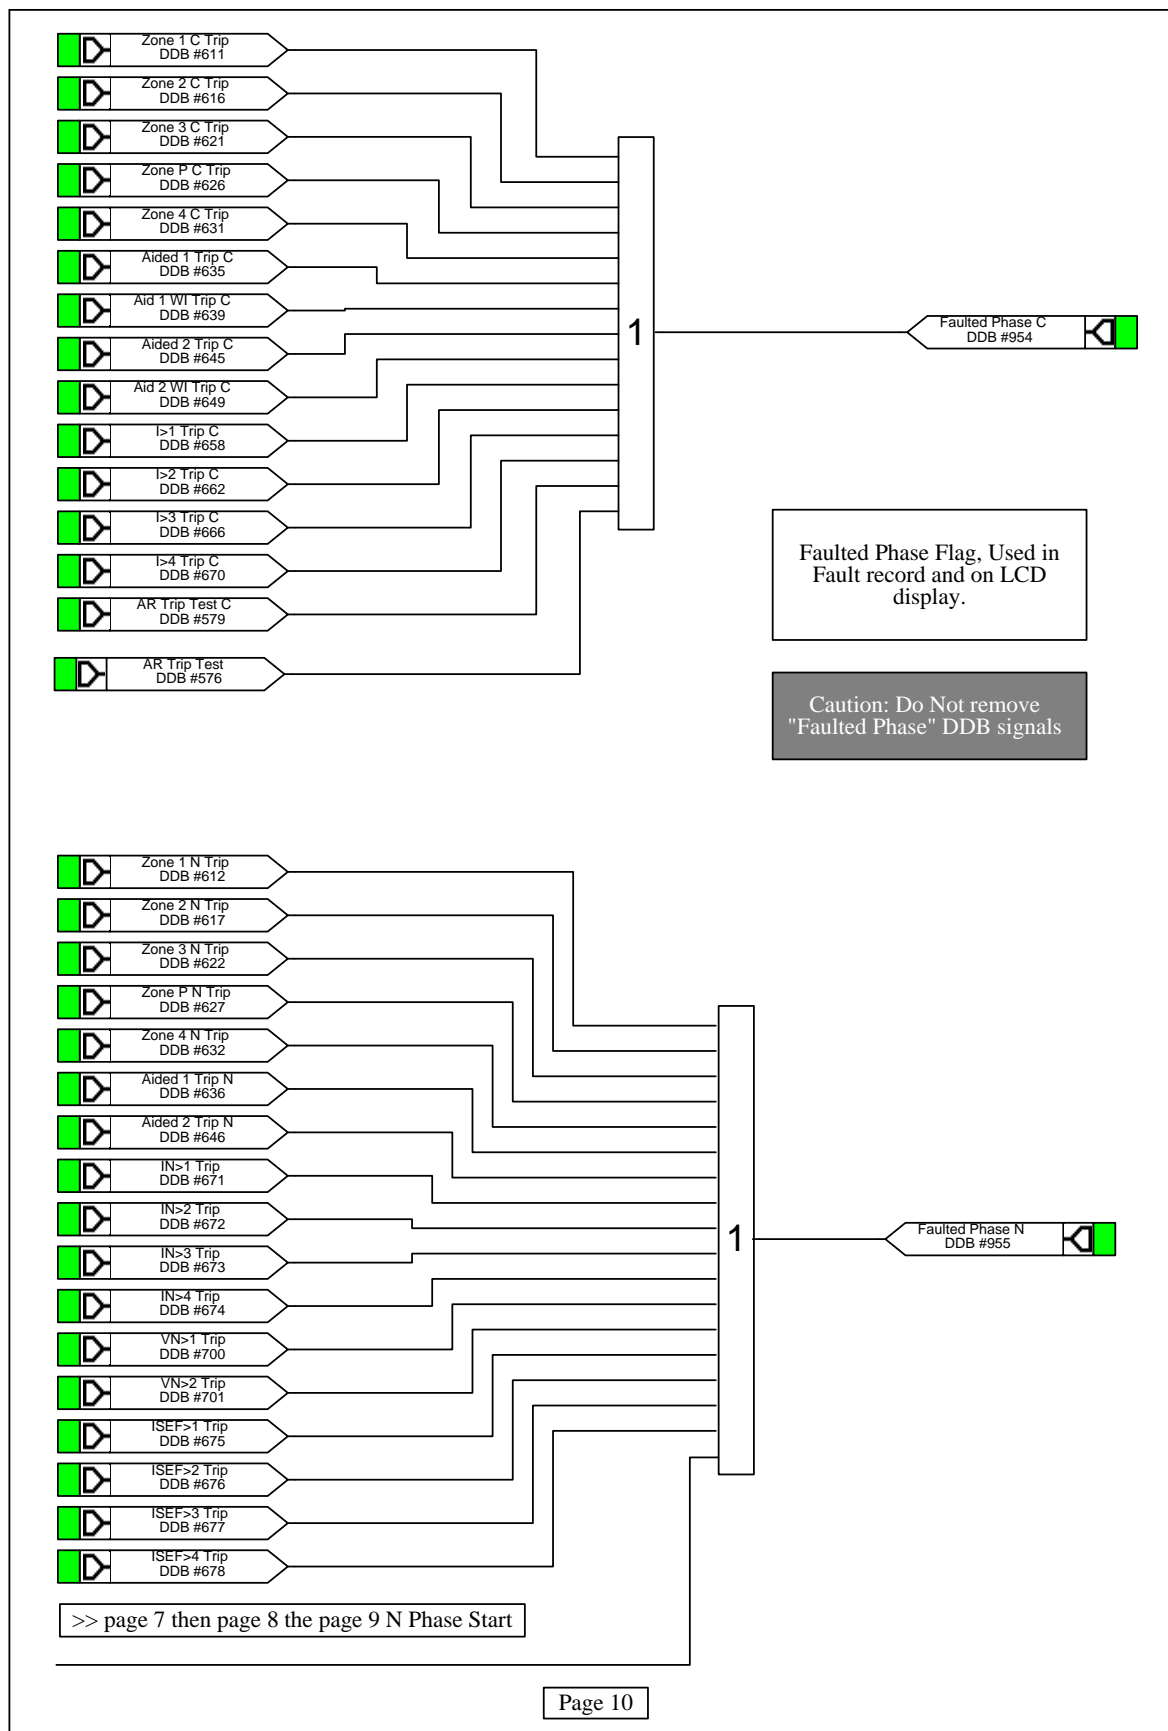 Zone 1 C Trip
DDB #611
Zone 2 C Trip
DDB #616
Zone 3 C Trip
DDB #621
Zone P C Trip
DDB #626
Zone 4 C Trip
DDB #631
Aided 1 Trip C
DDB #635
Aid 1 WI Trip C
DDB #639
Aided 2 Trip C
DDB #645
Aid 2 WI Trip C
DDB #649
I>1 Trip C
DDB #658
I>2 Trip C
DDB #662
I>3 Trip C
DDB #666
I>4 Trip C
DDB #670
AR Trip Test C
DDB #579
AR Trip Test
DDB #576
1
Faulted Phase C
DDB #954
Faulted Phase Flag, Used in
Fault record and on LCD
display.
Caution: Do Not remove
"Faulted Phase" DDB signals
Zone 1 N Trip
DDB #612
Zone 2 N Trip
DDB #617
Zone 3 N Trip
DDB #622
Zone P N Trip
DDB #627
Zone 4 N Trip
DDB #632
Aided 1 Trip N
DDB #636
Aided 2 Trip N
DDB #646
IN>1 Trip
DDB #671
IN>2 Trip
DDB #672
IN>3 Trip
DDB #673
IN>4 Trip
DDB #674
VN>1 Trip
DDB #700
VN>2 Trip
DDB #701
ISEF>1 Trip
DDB #675
ISEF>2 Trip
DDB #676
ISEF>3 Trip
DDB #677
ISEF>4 Trip
DDB #678
1
Faulted Phase N
DDB #955
>> page 7 then page 8 the page 9 N Phase Start
Page 10